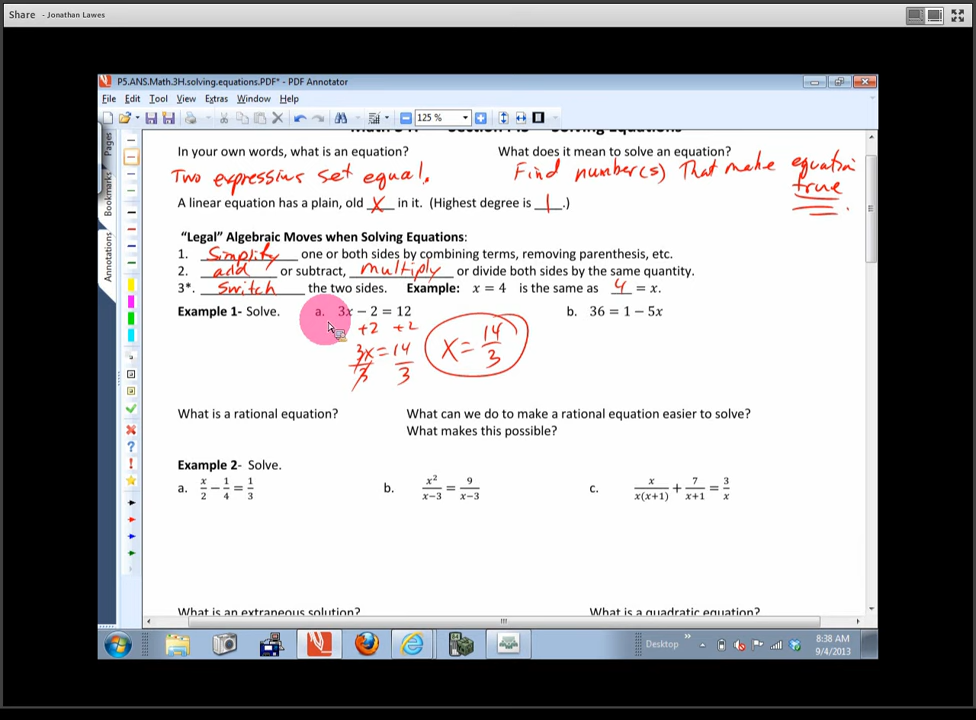 Share - Jonathan Lawes
P5.ANS.Math.3H.solving.equations.PDF* - PDF Annotator
File Edit Tool View Extras Window Help
125 %
Pages
Bookmarks
Annotations
Solving Equations
In your own words, what is an equation?
What does it mean to solve an equation?
Two expressions set equal.
Find number(s) That make equation
true.
A linear equation has a plain, old X in it. (Highest degree is 1.)
“Legal” Algebraic Moves when Solving Equations:
1. Simplify one or both sides by combining terms, removing parenthesis, etc.
2. add or subtract, multiply or divide both sides by the same quantity.
3*. Switch the two sides. Example: x = 4 is the same as 4 = x.
Example 1- Solve. a. 3x − 2 = 12 b. 36 = 1 − 5x
+2 +2
3x/3 = 14/3
x = 14/3
What is a rational equation?
What can we do to make a rational equation easier to solve?
What makes this possible?
Example 2- Solve.
a. x/2 − 1/4 = 1/3 b. x²/(x−3) = 9/(x−3) c. x/(x(x+1)) + 7/(x+1) = 3/x
What is an extraneous solution?
What is a quadratic equation?
Desktop
8:38 AM
9/4/2013